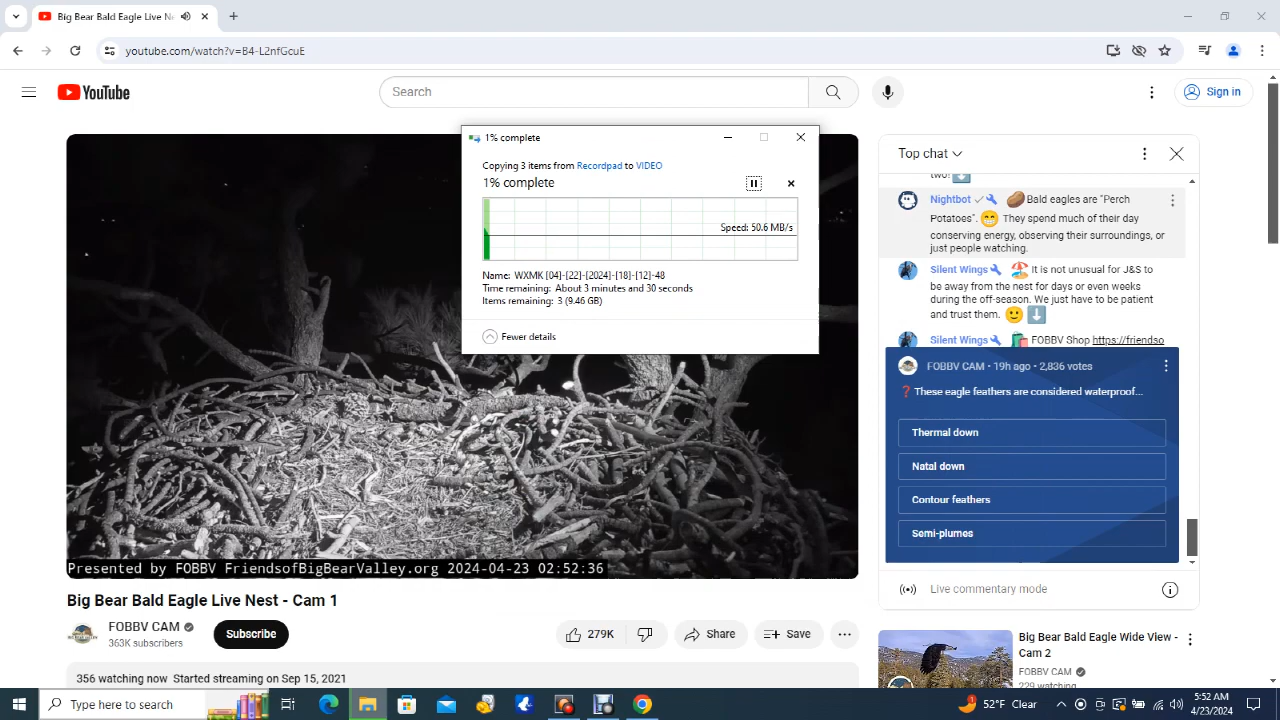 Big Bear Bald Eagle Live N
youtube.com/watch?v=B4-L2nfGcuE
YouTube
Search
Sign in
1% complete
Copying 3 items from Recordpad to VIDEO
1% complete
Speed: 50.6 MB/s
Name: WXMK [04]-[22]-[2024]-[18]-[12]-48
Time remaining: About 3 minutes and 30 seconds
Items remaining: 3 (9.46 GB)
Fewer details
Presented by FOBBV FriendsofBigBearValley.org 2024-04-23 02:52:36
Big Bear Bald Eagle Live Nest - Cam 1
FOBBV CAM
363K subscribers
Subscribe
279K
Share
Save
356 watching now Started streaming on Sep 15, 2021
Top chat
two!
Nightbot Bald eagles are "Perch
Potatoes". They spend much of their day
conserving energy, observing their surroundings, or
just people watching.
Silent Wings It is not unusual for J&S to
be away from the nest for days or even weeks
during the off-season. We just have to be patient
and trust them.
Silent Wings FOBBV Shop https://friendso
FOBBV CAM • 19h ago • 2,836 votes
❓These eagle feathers are considered waterproof...
Thermal down
Natal down
Contour feathers
Semi-plumes
Live commentary mode
Big Bear Bald Eagle Wide View -
Cam 2
FOBBV CAM
229 watching
Type here to search
1
52°F Clear
5:52 AM
4/23/2024